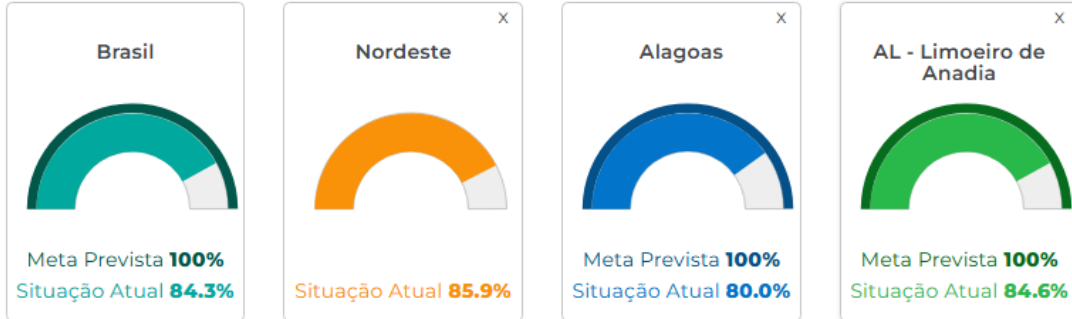 X
X
X
Brasil
Nordeste
Alagoas
AL - Limoeiro de
Anadia
Meta Prevista 100%
Situação Atual 84.3%
Situação Atual 85.9%
Meta Prevista 100%
Situação Atual 80.0%
Meta Prevista 100%
Situação Atual 84.6%